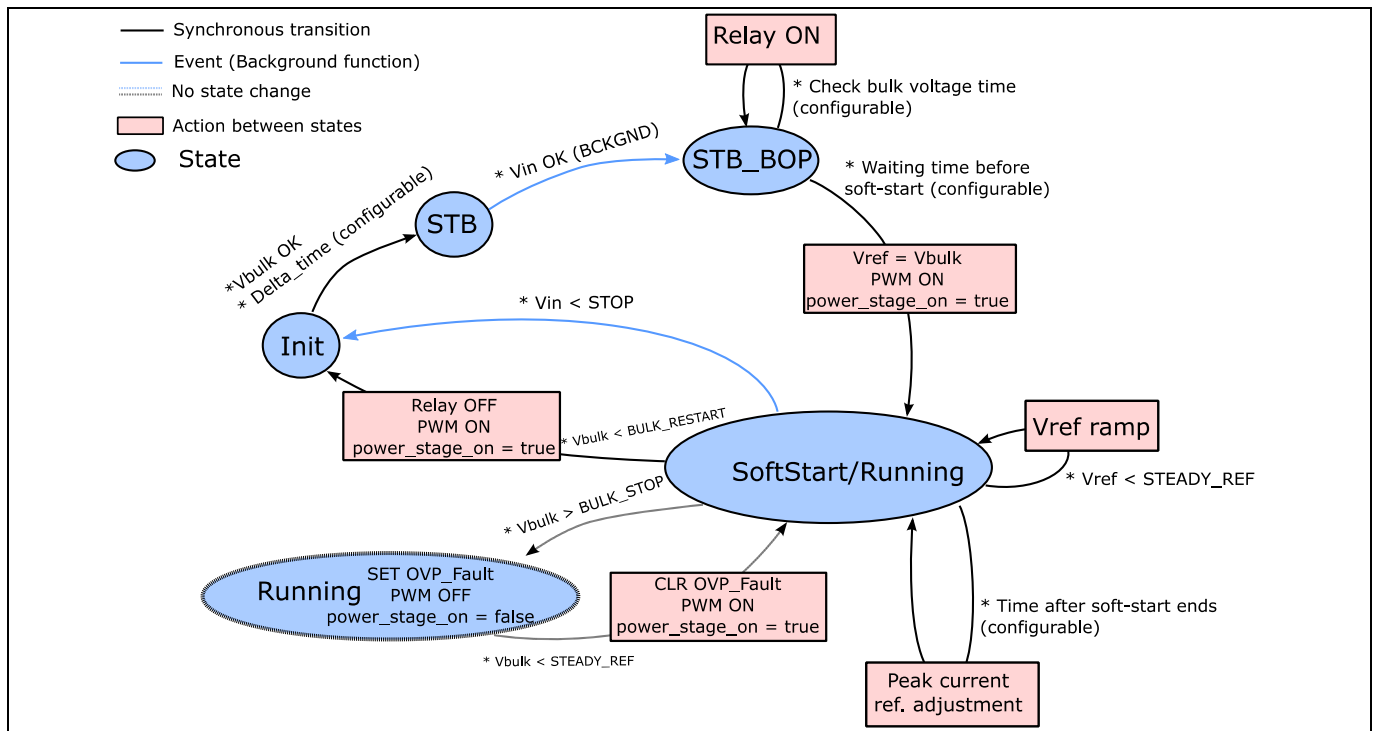 Synchronous transition
Event (Background function)
No state change
Action between states
State
Relay ON
* Check bulk voltage time
(configurable)
STB_BOP
* Vin OK (BCKGND)
* Waiting time before
soft-start (configurable)
STB
*Vbulk OK
* Delta_time (configurable)
Vref = Vbulk
PWM ON
power_stage_on = true
* Vin < STOP
Init
Relay OFF
PWM ON
power_stage_on = true
* Vbulk < BULK_RESTART
Vref ramp
SoftStart/Running
* Vref < STEADY_REF
* Vbulk > BULK_STOP
Running
SET OVP_Fault
PWM OFF
power_stage_on = false
CLR OVP_Fault
PWM ON
power_stage_on = true
* Time after soft-start ends
(configurable)
* Vbulk < STEADY_REF
Peak current
ref. adjustment